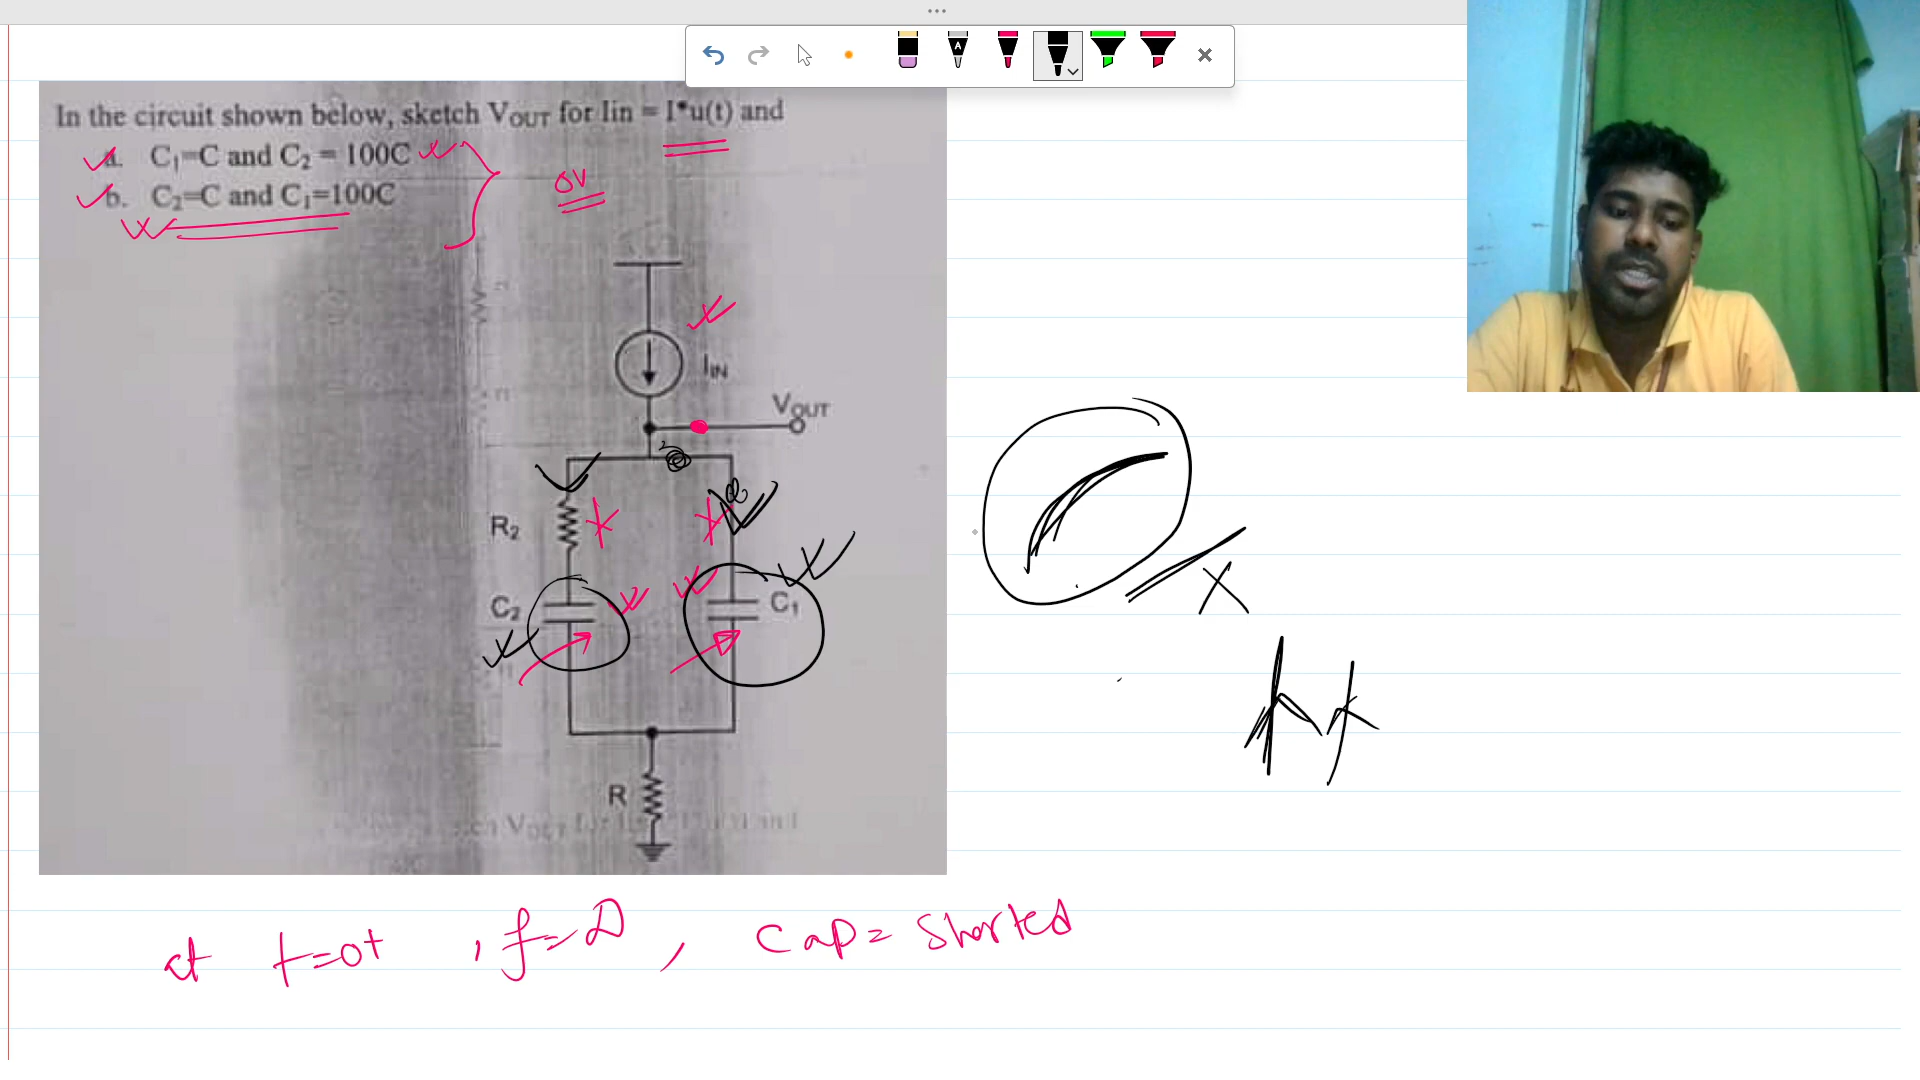 In the circuit shown below, sketch VOUT for Iin = I*u(t) and
a. C1=C and C2 = 100C
b. C2=C and C1=100C
0V
IIN
VOUT
R2
C2
C1
R
at t=0+ , f=∞ , Cap = Shorted